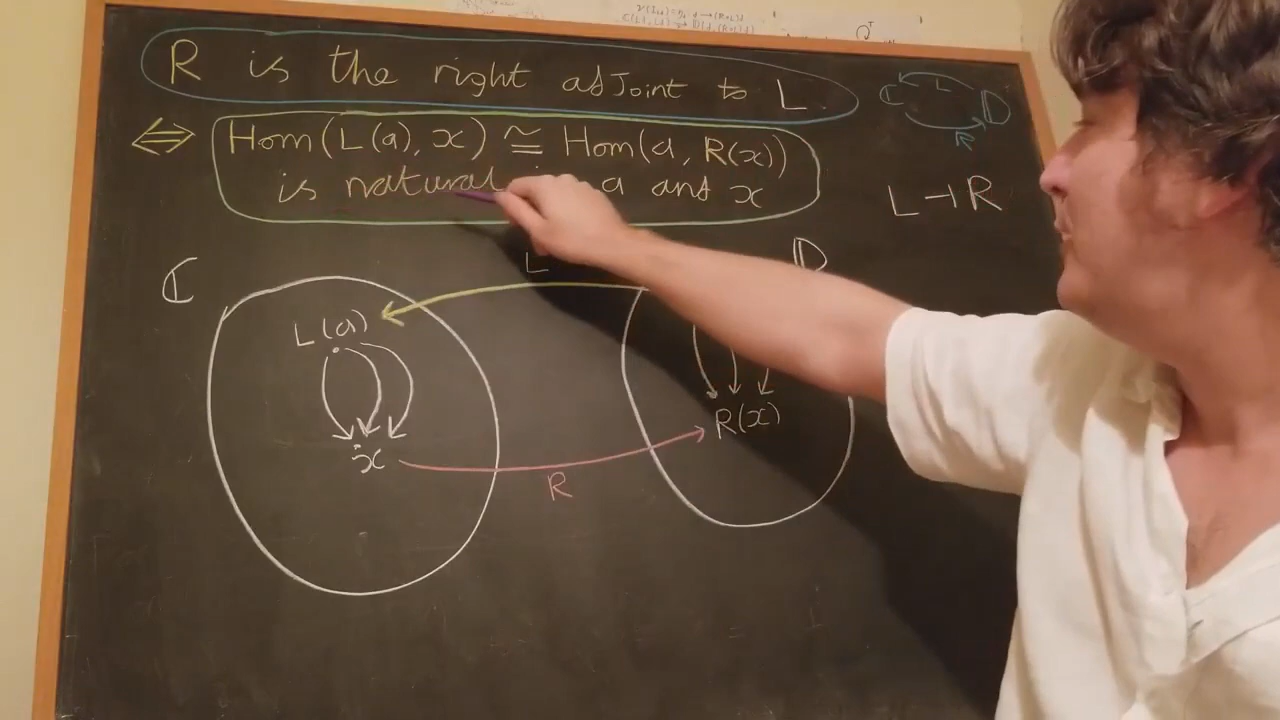 R is the right adjoint to L.
ℂ L 𝔻
R
⟺ Hom(L(a), x) ≅ Hom(a, R(x))
is natural a and x
L ⊣ R
ℂ L 𝔻
L(a)
x R R(x)